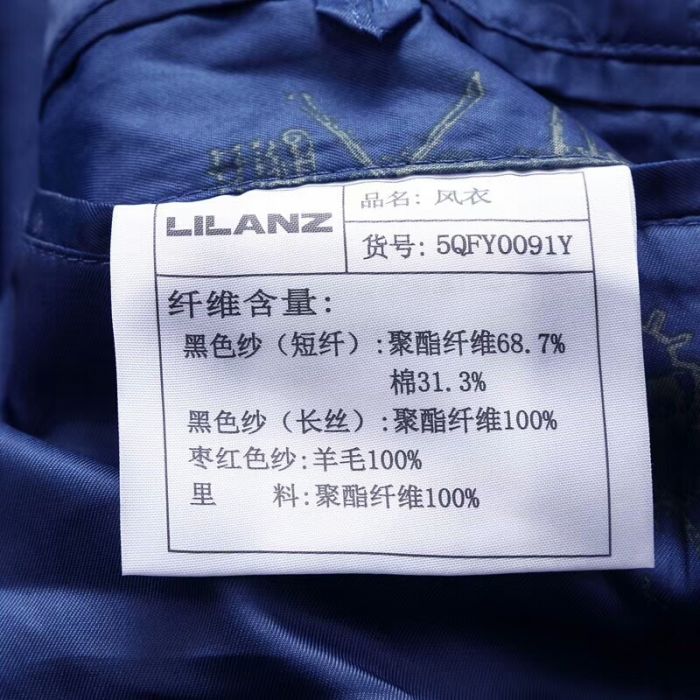 LILANZ
品名: 风衣
货号: 5QFY0091Y
纤维含量:
黑色纱（短纤）:聚酯纤维68.7%
棉31.3%
黑色纱（长丝）:聚酯纤维100%
枣红色纱:羊毛100%
里 料:聚酯纤维100%